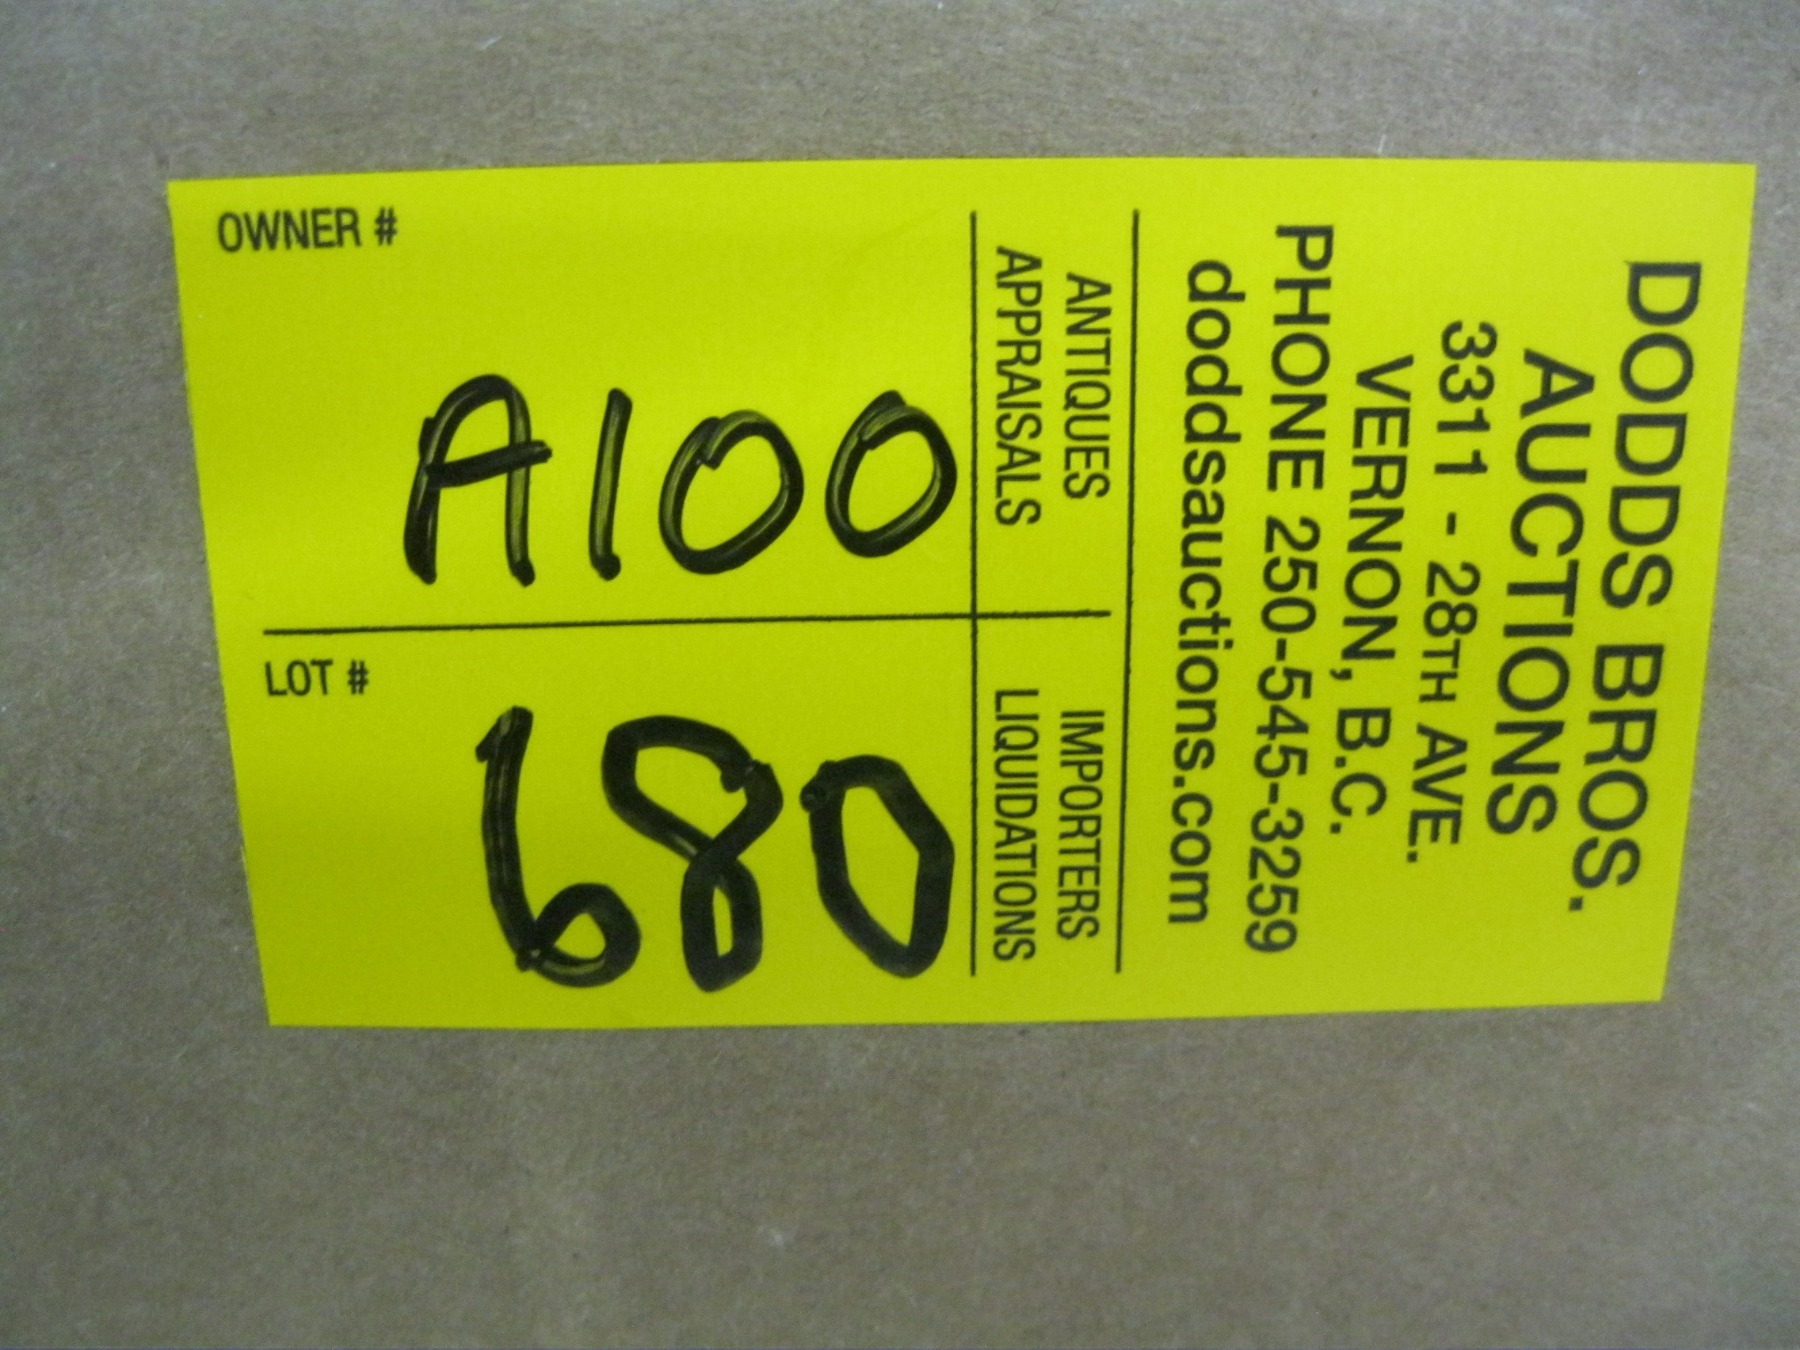 DODDS BROS.
AUCTIONS
3311 - 28TH AVE.
VERNON, B.C.
PHONE 250-545-3259
doddsauctions.com
ANTIQUES
APPRAISALS
IMPORTERS
LIQUIDATIONS
OWNER #
A100
LOT #
680